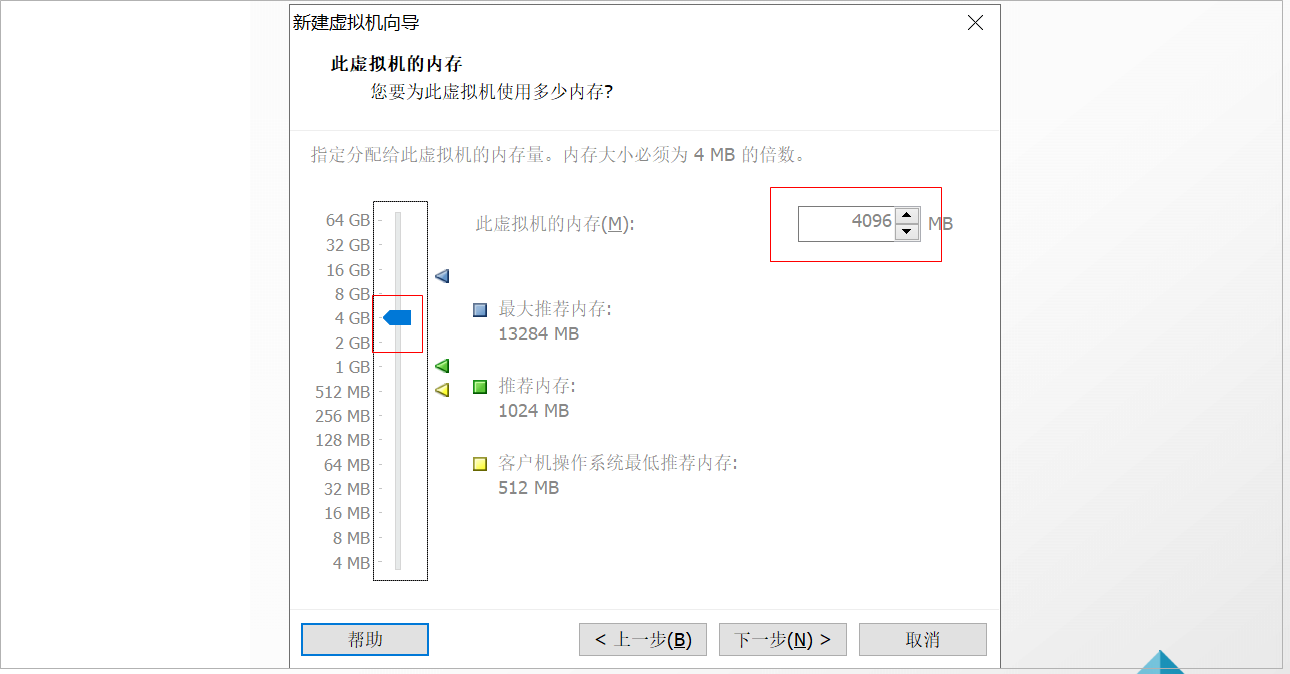 新建虚拟机向导
此虚拟机的内存
您要为此虚拟机使用多少内存?
指定分配给此虚拟机的内存量。内存大小必须为 4 MB 的倍数。
64 GB
32 GB
16 GB
8 GB
4 GB
2 GB
1 GB
512 MB
256 MB
128 MB
64 MB
32 MB
16 MB
8 MB
4 MB
此虚拟机的内存(M): 4096 MB
最大推荐内存:
13284 MB
推荐内存:
1024 MB
客户机操作系统最低推荐内存:
512 MB
帮助 < 上一步(B) 下一步(N) > 取消